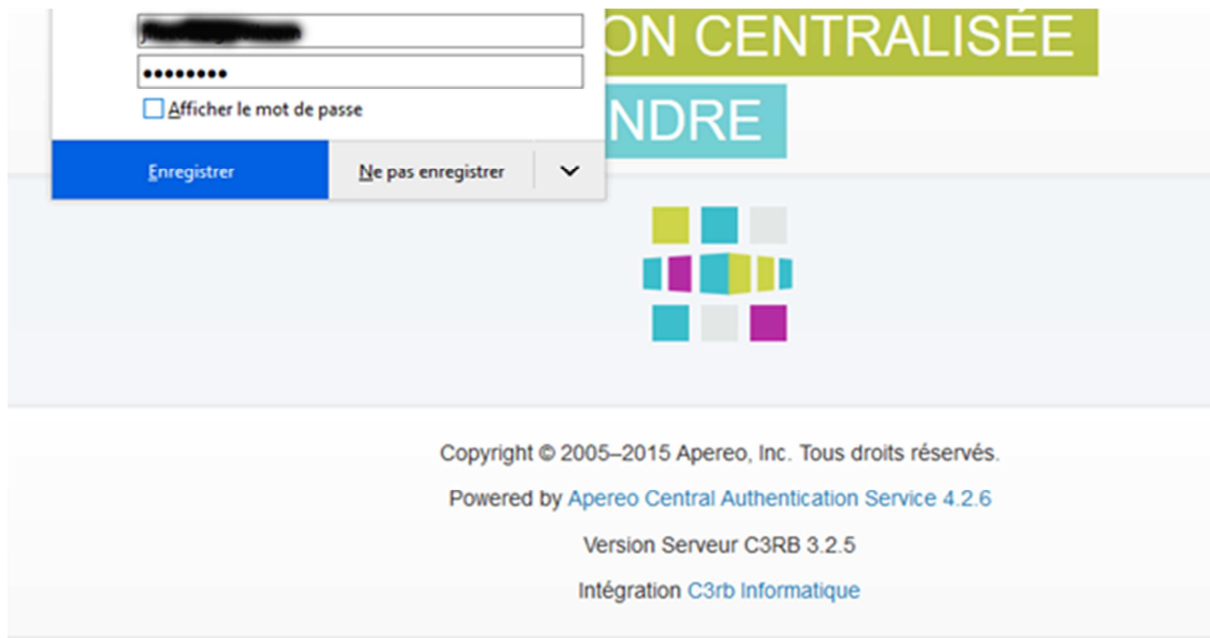 ON CENTRALISÉE
••••••••
Afficher le mot de passe
NDRE
Enregistrer
Ne pas enregistrer
Copyright © 2005–2015 Apereo, Inc. Tous droits réservés.
Powered by Apereo Central Authentication Service 4.2.6
Version Serveur C3RB 3.2.5
Intégration C3rb Informatique